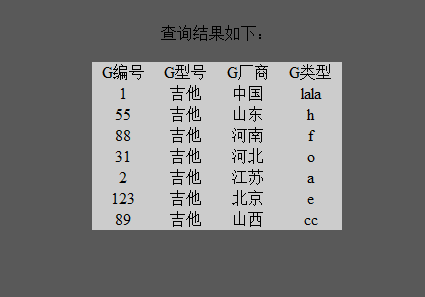 查询结果如下：
G编号 G型号 G厂商 G类型
1 吉他 中国 lala
55 吉他 山东 h
88 吉他 河南 f
31 吉他 河北 o
2 吉他 江苏 a
123 吉他 北京 e
89 吉他 山西 cc